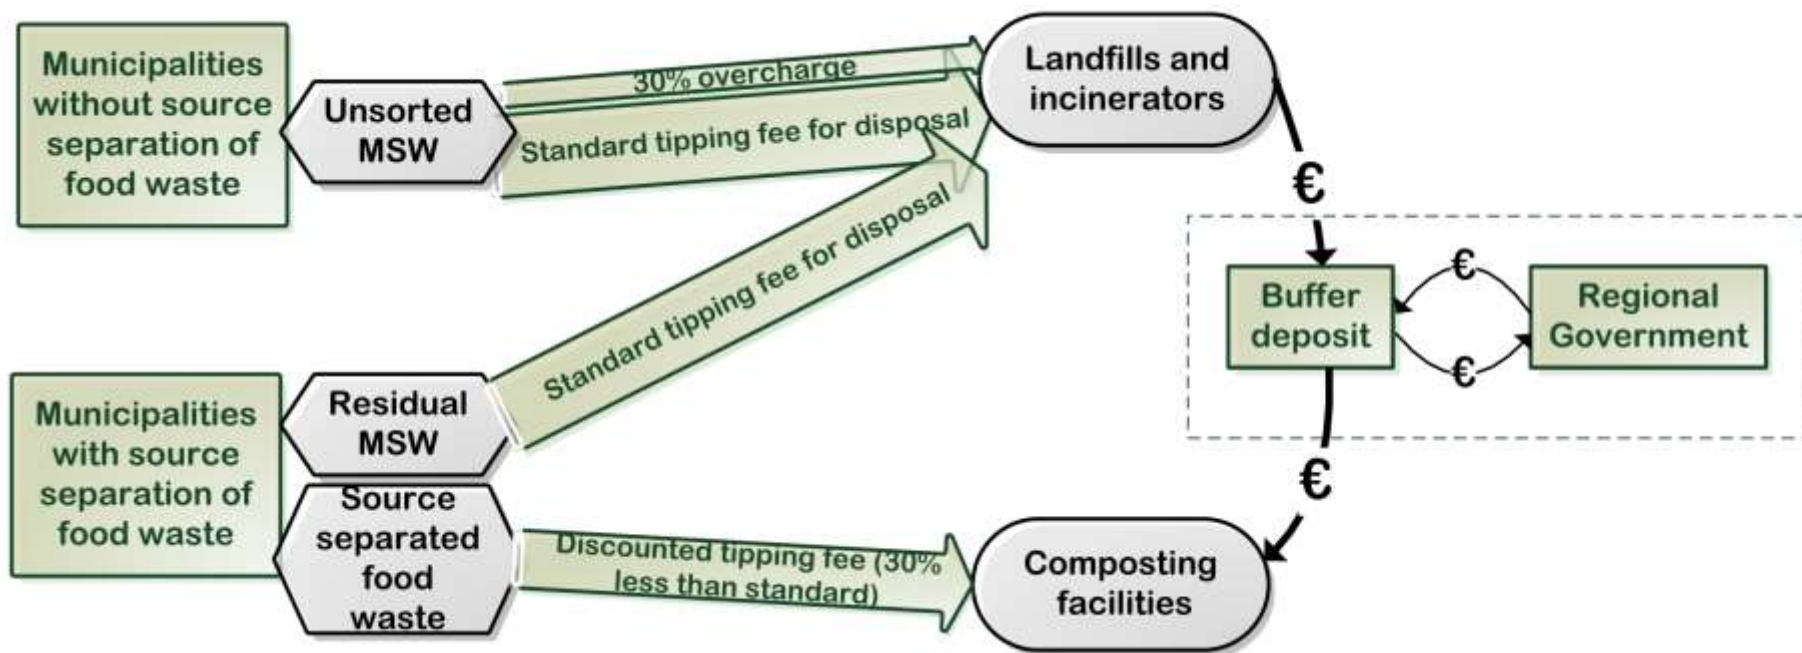 Municipalities
without source
separation of
food waste
Unsorted
MSW
30% overcharge
Standard tipping fee for disposal
Landfills and
incinerators
€
Buffer
deposit
€
€
Regional
Government
Municipalities
with source
separation of
food waste
Residual
MSW
Standard tipping fee for disposal
Source
separated
food
waste
Discounted tipping fee (30%
less than standard)
Composting
facilities
€